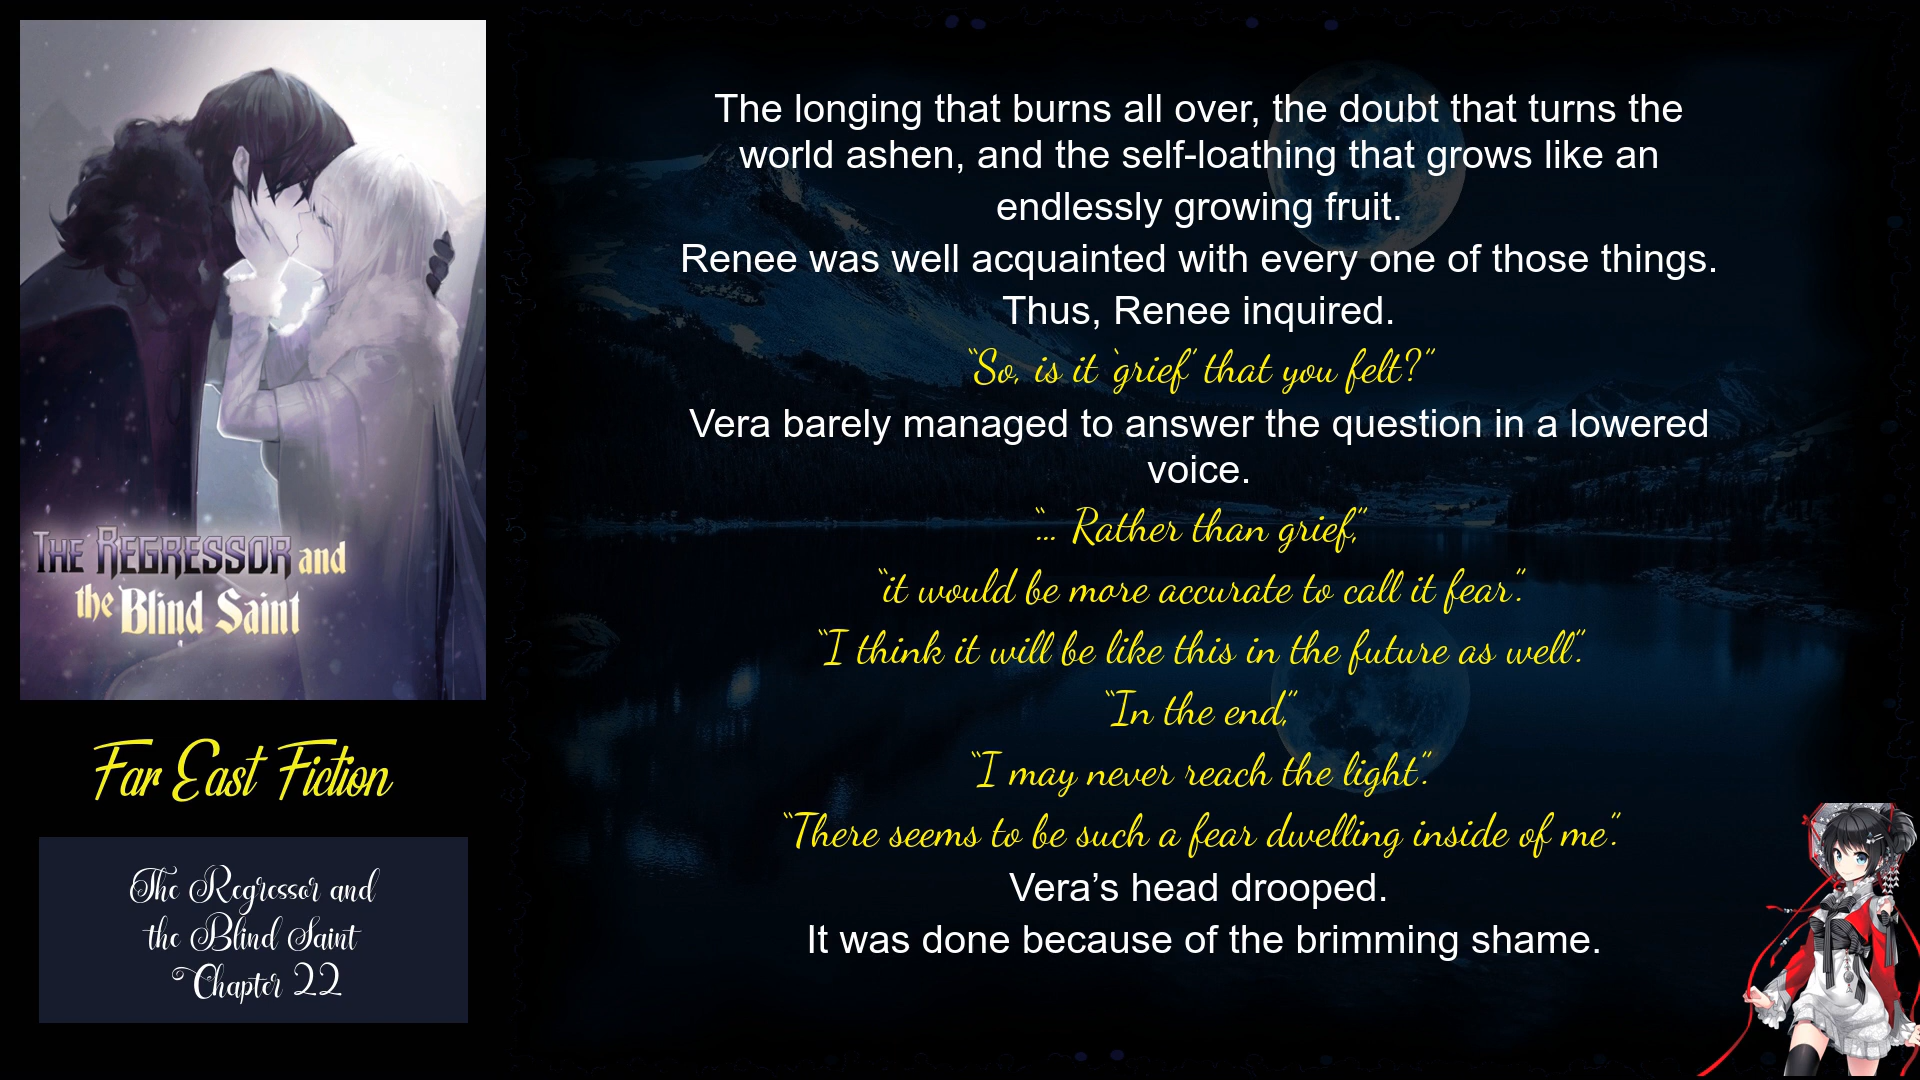 THE REGRESSOR and
the Blind Saint
Far East Fiction
The Regressor and
the Blind Saint
Chapter 22
The longing that burns all over, the doubt that turns the
world ashen, and the self-loathing that grows like an
endlessly growing fruit.
Renee was well acquainted with every one of those things.
Thus, Renee inquired.
“So, is it ‘grief’ that you felt?”
Vera barely managed to answer the question in a lowered
voice.
“… Rather than grief,”
“it would be more accurate to call it fear”.
“I think it will be like this in the future as well”.
“In the end,”
“I may never reach the light”.
“There seems to be such a fear dwelling inside of me”.
Vera’s head drooped.
It was done because of the brimming shame.